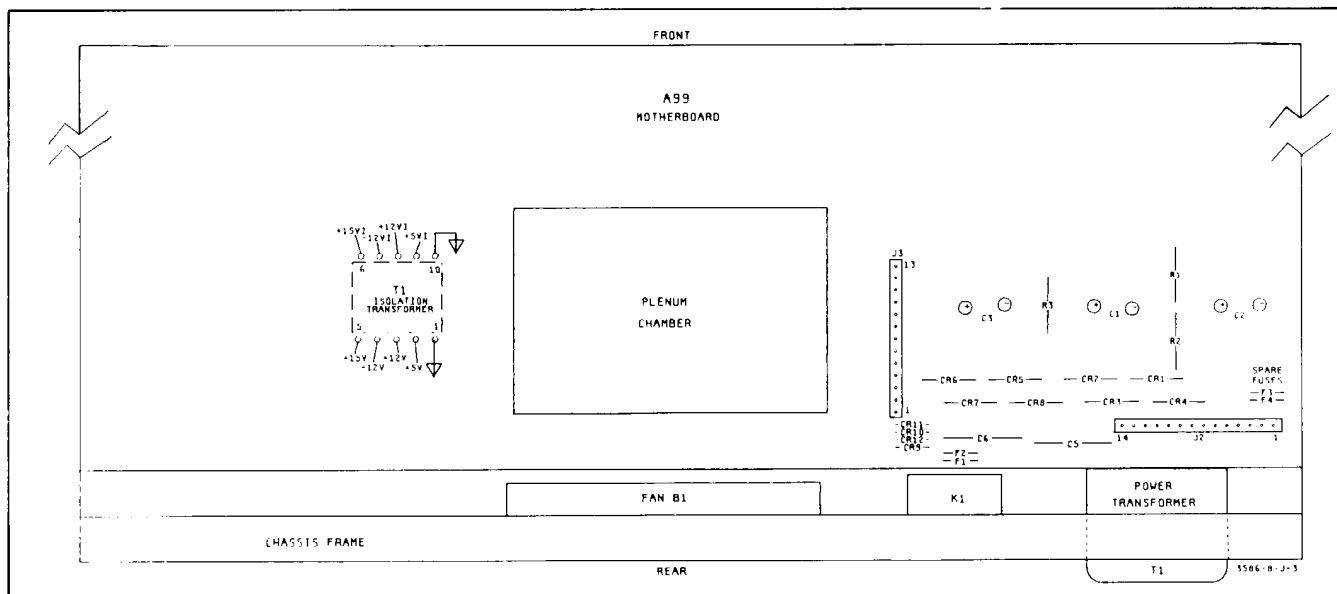 FRONT
A99
MOTHERBOARD
+15VI
-12VI
+12VI
+5VI
6
10
T1
ISOLATION
TRANSFORMER
5
1
+15V
-12V
+12V
+5V
PLENUM
CHAMBER
J3
13
1
C3
R3
C1
R1
R2
C2
CR6
CR5
CR7
CR1
CR7
CR8
CR3
CR4
SPARE
FUSES
F3
F4
CR11
CR10
CR12
CR9
C6
C5
F2
F1
14
J2
1
FAN B1
K1
POWER
TRANSFORMER
CHASSIS FRAME
REAR
T1
3586-B-J-3